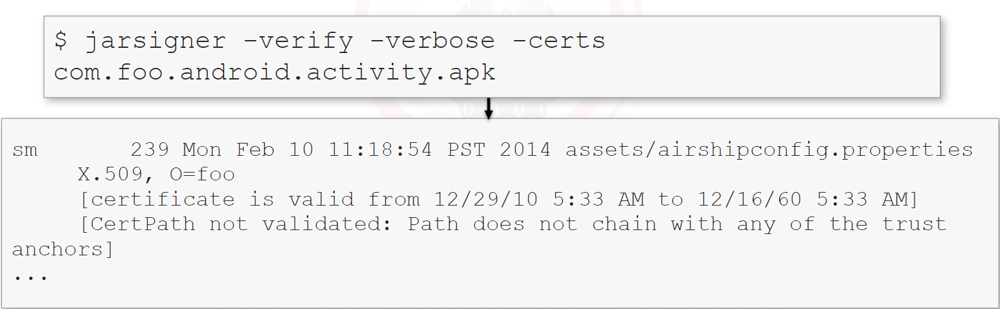 $ jarsigner -verify -verbose -certs
com.foo.android.activity.apk
sm 239 Mon Feb 10 11:18:54 PST 2014 assets/airshipconfig.properties
X.509, O=foo
[certificate is valid from 12/29/10 5:33 AM to 12/16/60 5:33 AM]
[CertPath not validated: Path does not chain with any of the trust
anchors]
...